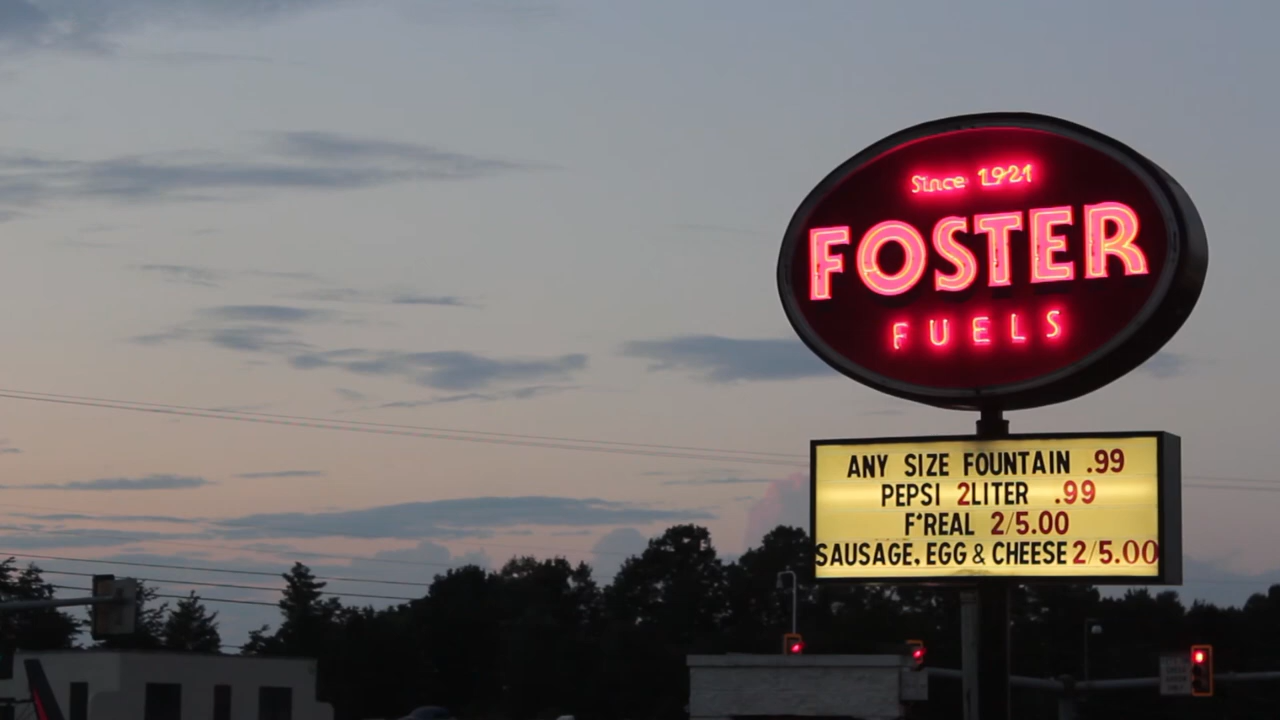 Since 1921
FOSTER
FUELS
ANY SIZE FOUNTAIN .99
PEPSI 2LITER .99
F*REAL 2/5.00
SAUSAGE, EGG & CHEESE 2/5.00